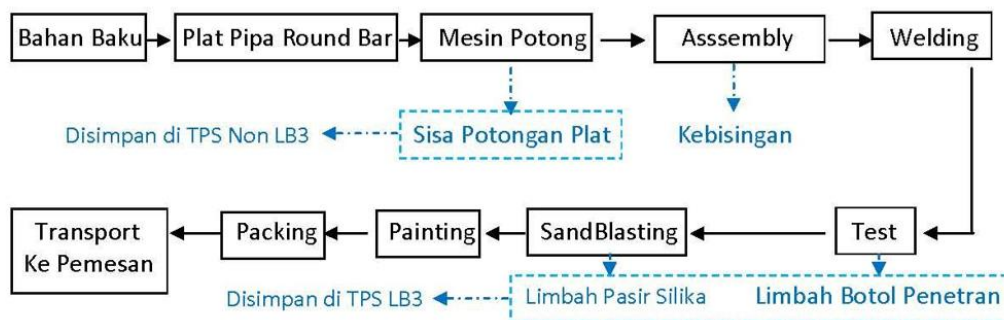 Bahan Baku
Plat Pipa Round Bar
Mesin Potong
Asssembly
Welding
Disimpan di TPS Non LB3
Sisa Potongan Plat
Kebisingan
Transport
Ke Pemesan
Packing
Painting
SandBlasting
Test
Disimpan di TPS LB3
Limbah Pasir Silika
Limbah Botol Penetran